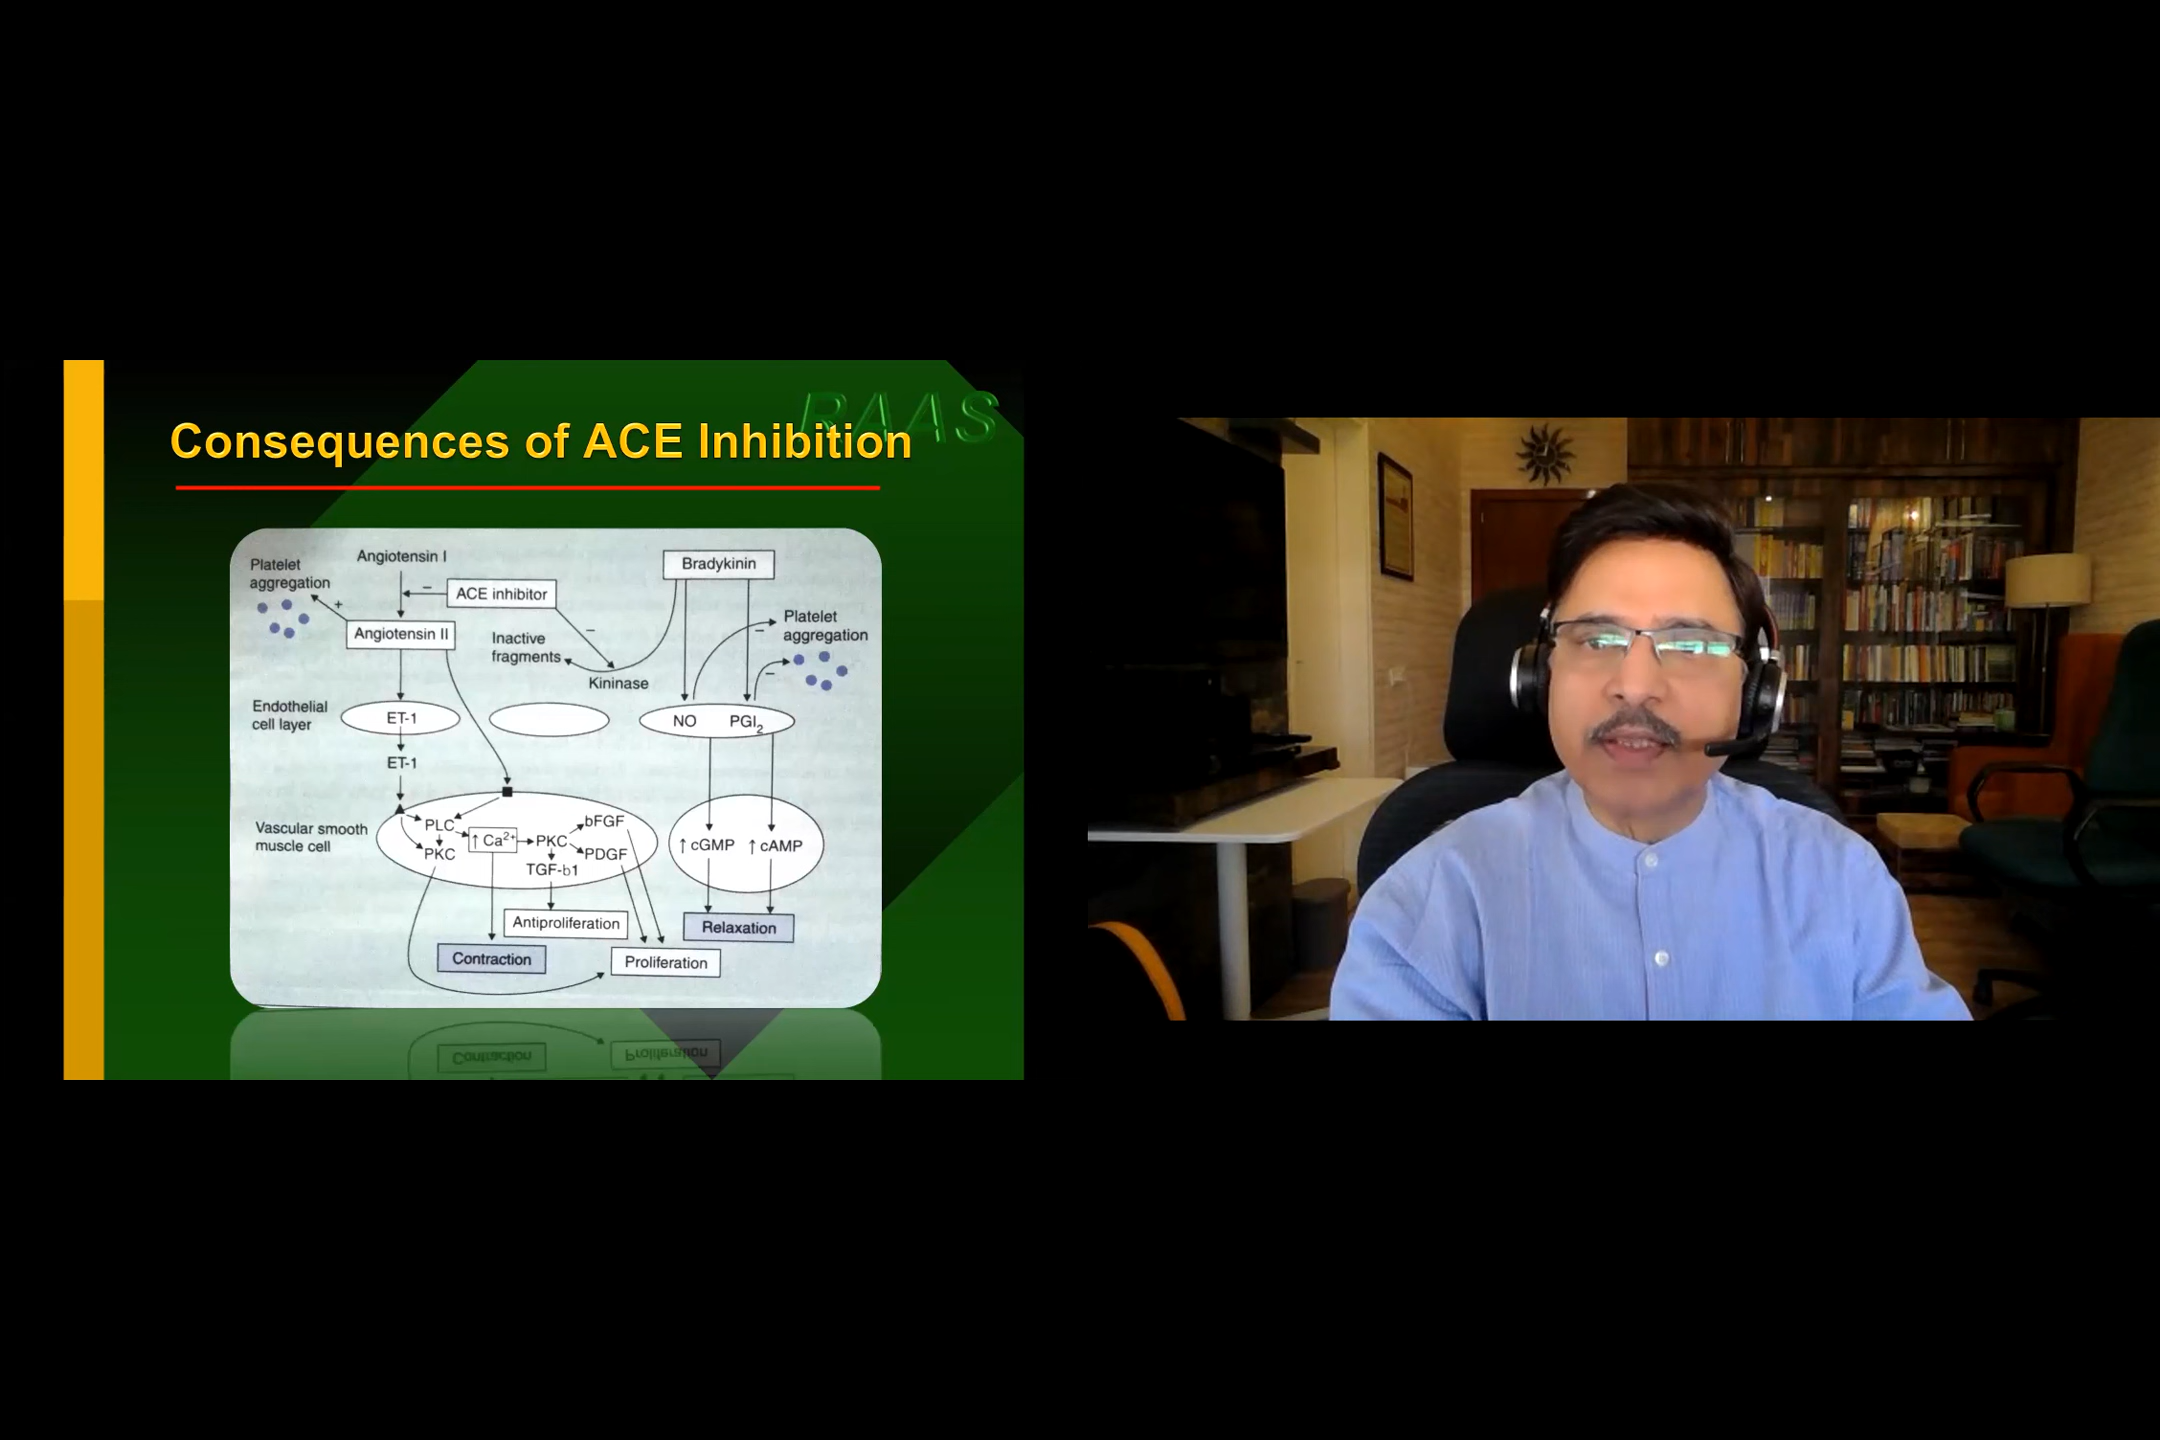 RAAS
Consequences of ACE Inhibition
Platelet
aggregation
Angiotensin I
Bradykinin
−
ACE inhibitor
+
Angiotensin II
Inactive
fragments
−
Kininase
Platelet
aggregation
−
−
Endothelial
cell layer
ET-1
NO
PGI₂
ET-1
Vascular smooth
muscle cell
PLC
PKC
↑ Ca²⁺
PKC
bFGF
PDGF
TGF-b1
↑ cGMP
↑ cAMP
Antiproliferation
Relaxation
Contraction
Proliferation
Contraction
Proliferation